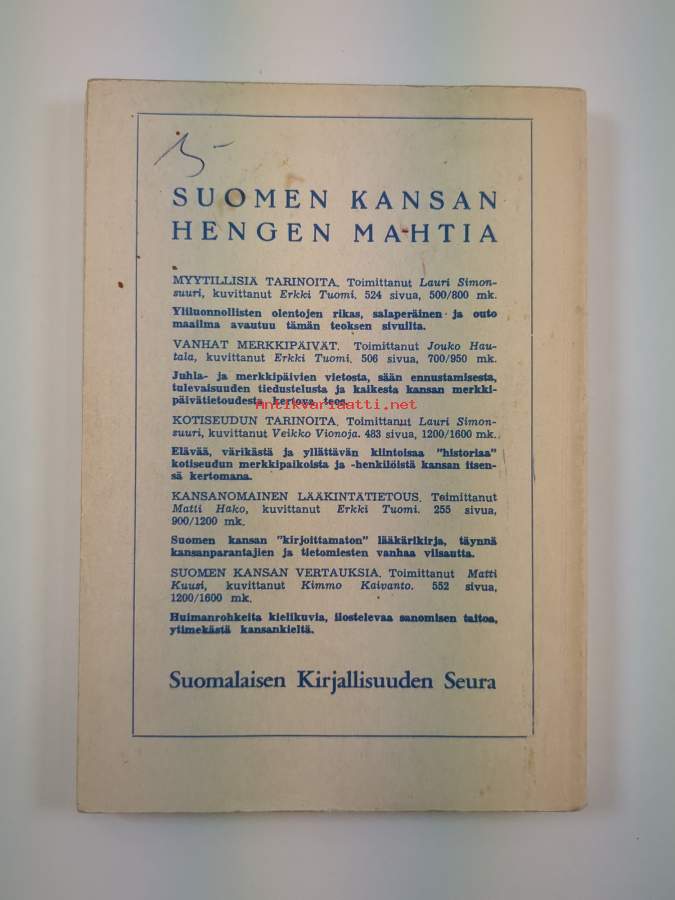 SUOMEN KANSAN
HENGEN MAHTIA
MYYTILLISIÄ TARINOITA. Toimittanut Lauri Simon-
suuri, kuvittanut Erkki Tuomi. 524 sivua, 500/800 mk.
Yliluonnollisten olentojen rikas, salaperäinen ja outo
maailma avautuu tämän teoksen sivuilta.
VANHAT MERKKIPÄIVÄT. Toimittanut Jouko Hau-
tala, kuvittanut Erkki Tuomi. 506 sivua, 700/950 mk.
Juhla- ja merkkipäivien vietosta, sään ennustamisesta,
tulevaisuuden tiedustelusta ja kaikesta kansan merkki-
päivätietoudesta kertova teos.
antikvariaatti.net
KOTISEUDUN TARINOITA. Toimittanut Lauri Simon-
suuri, kuvittanut Veikko Vionoja. 483 sivua, 1200/1600 mk.
Elävää, värikästä ja yllättävän kiintoisaa "historiaa"
kotiseudun merkkipaikoista ja -henkilöistä kansan itsen-
sä kertomana.
KANSANOMAINEN LÄÄKINTÄTIETOUS. Toimittanut
Matti Hako, kuvittanut Erkki Tuomi. 255 sivua,
900/1200 mk.
Suomen kansan "kirjoittamaton" lääkärikirja, täynnä
kansanparantajien ja tietomiesten vanhaa viisautta.
SUOMEN KANSAN VERTAUKSIA. Toimittanut Matti
Kuusi, kuvittanut Kimmo Kaivanto. 552 sivua,
1200/1600 mk.
Huimanrohkeita kielikuvia, ilostelevaa sanomisen taitoa,
ytimekästä kansankieltä.
Suomalaisen Kirjallisuuden Seura